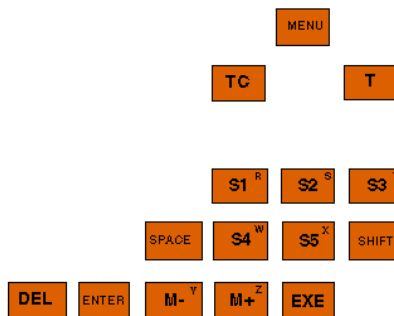 MENU
TC T
S1 R S2 S S3
SPACE S4 W S5 X SHIFT
DEL ENTER M- Y M+ Z EXE